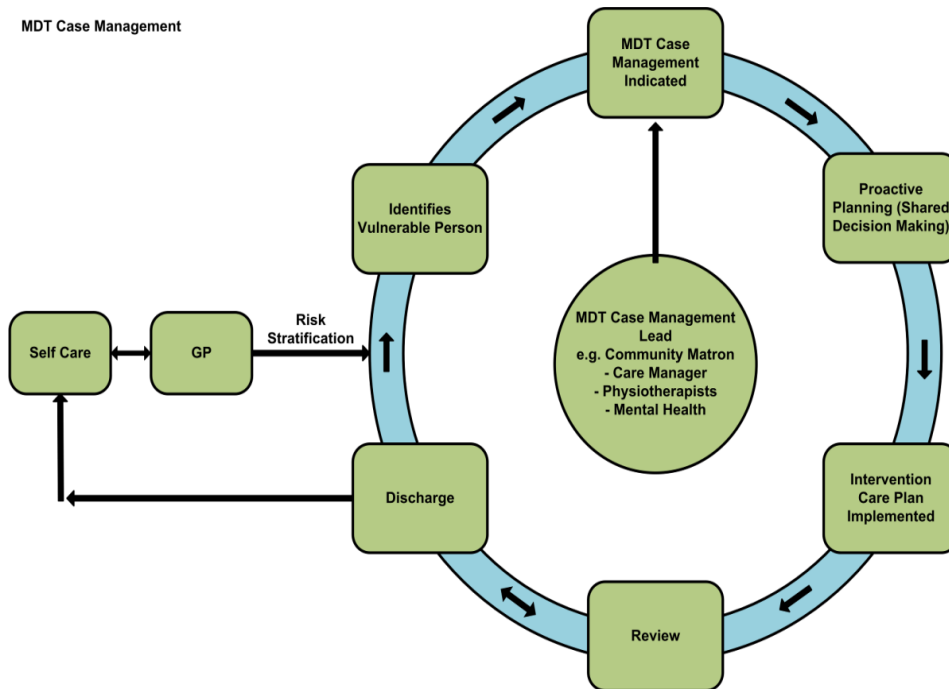 MDT Case Management
MDT Case
Management
Indicated
Identifies
Vulnerable Person
Proactive
Planning (Shared
Decision Making)
MDT Case Management
Lead
e.g. Community Matron
- Care Manager
- Physiotherapists
- Mental Health
Risk
Stratification
Self Care
GP
Discharge
Intervention
Care Plan
Implemented
Review